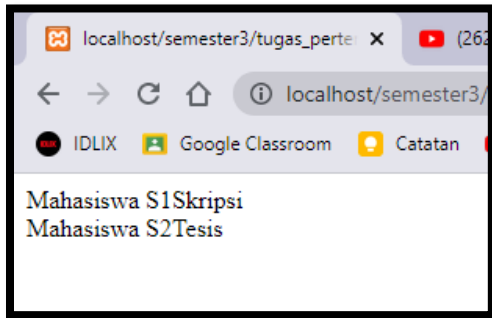 localhost/semester3/tugas_perte
(262
localhost/semester3/
IDLIX
Google Classroom
Catatan
Mahasiswa S1Skripsi
Mahasiswa S2Tesis